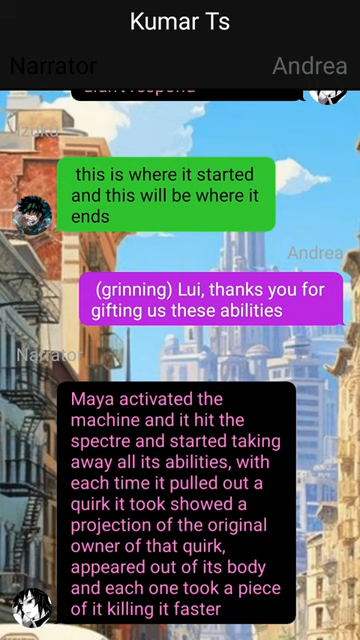 Kumar Ts
Narrator
Andrea
didn't respond
Izuku
this is where it started
and this will be where it
ends
Andrea
(grinning) Lui, thanks you for
gifting us these abilities
Narrator
Maya activated the
machine and it hit the
spectre and started taking
away all its abilities, with
each time it pulled out a
quirk it took showed a
projection of the original
owner of that quirk,
appeared out of its body
and each one took a piece
of it killing it faster